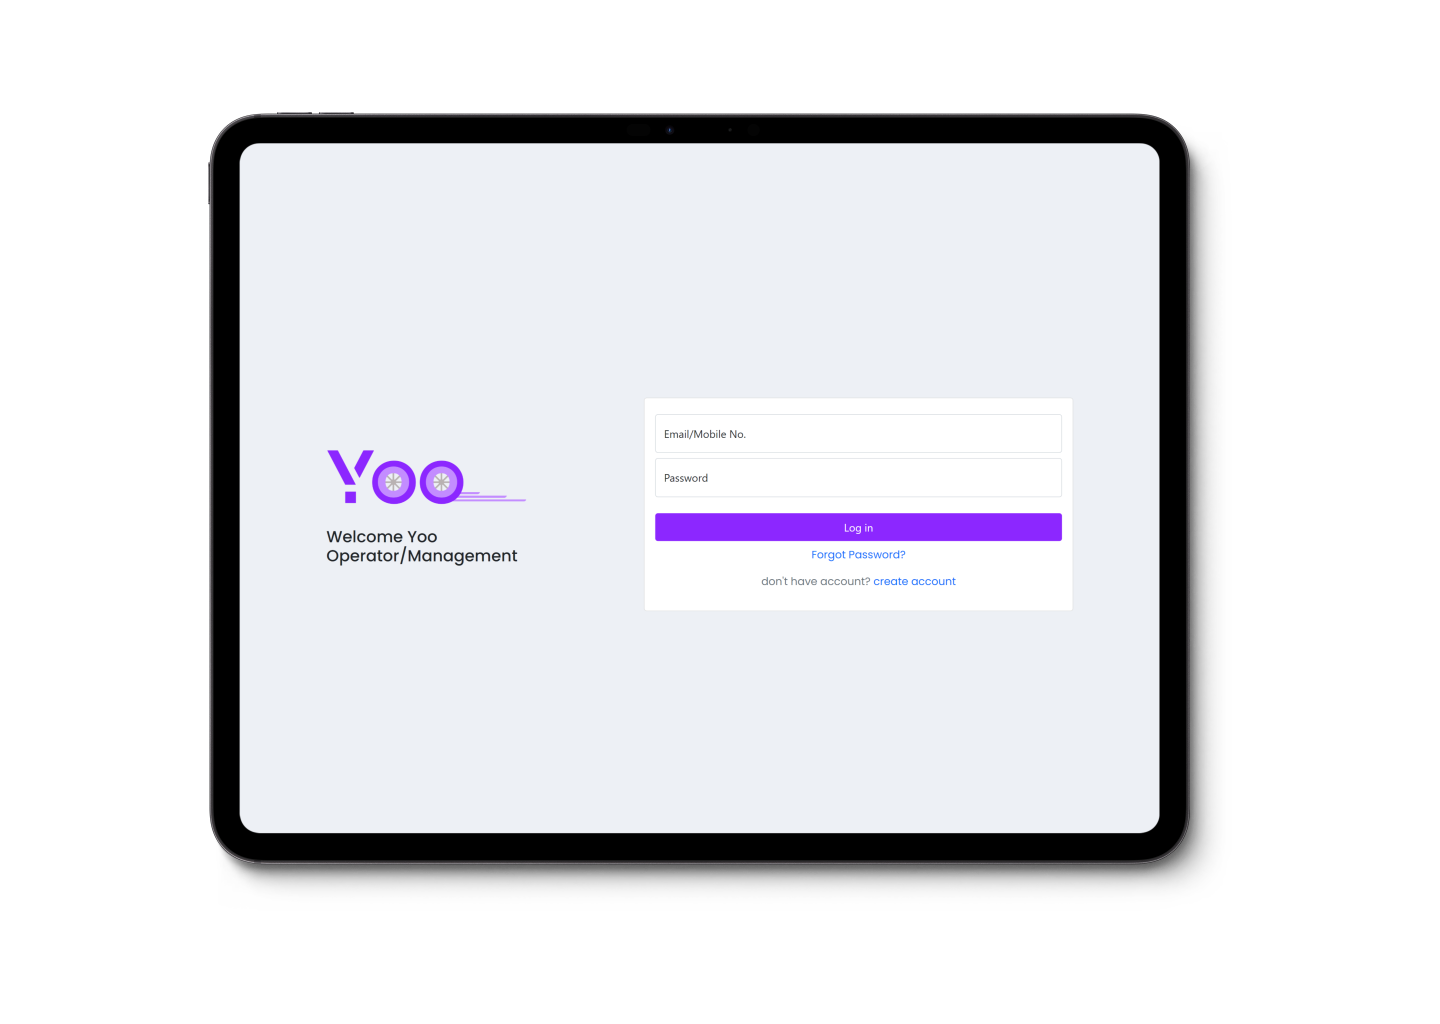 Yoo
Welcome Yoo
Operator/Management
Email/Mobile No.
Password
Log in
Forgot Password?
don't have account? create account